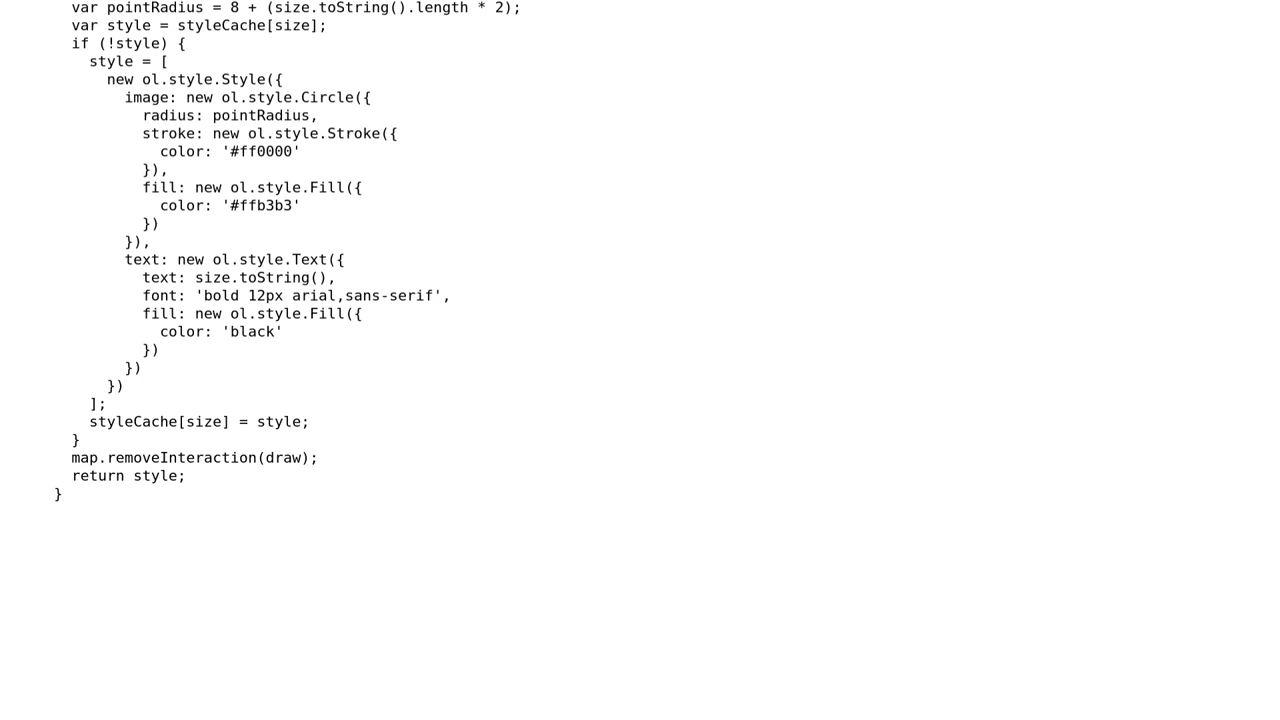 var pointRadius = 8 + (size.toString().length * 2);
var style = styleCache[size];
if (!style) {
style = [
new ol.style.Style({
image: new ol.style.Circle({
radius: pointRadius,
stroke: new ol.style.Stroke({
color: '#ff0000'
}),
fill: new ol.style.Fill({
color: '#ffb3b3'
})
}),
text: new ol.style.Text({
text: size.toString(),
font: 'bold 12px arial,sans-serif',
fill: new ol.style.Fill({
color: 'black'
})
})
})
];
styleCache[size] = style;
}
map.removeInteraction(draw);
return style;
}